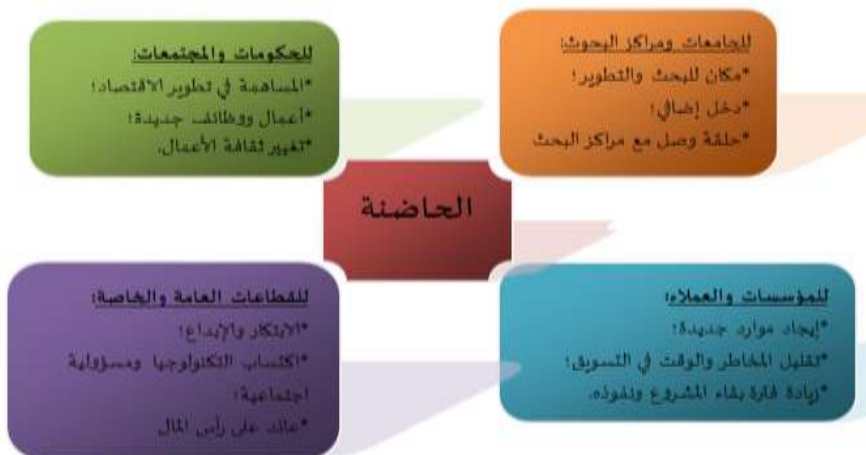 للجامعات ومراكز البحوث:
*مكان للبحث والتطوير؛
*دخل إضافي؛
*حلقة وصل مع مراكز البحث
للحكومات والمجتمعات:
*المساهمة في تطوير الاقتصاد؛
*أعمال ووظائف جديدة؛
*تغيير ثقافة الأعمال.
الحاضنة
للمؤسسات والعملاء:
*إيجاد موارد جديدة؛
*تقليل المخاطر والوقت في التسويق؛
*زيادة فترة بقاء المشروع ونفوذه.
للقطاعات العامة والخاصة:
*الابتكار والإبداع؛
*اكتساب التكنولوجيا ومسؤولية
اجتماعية؛
*عائد على رأس المال